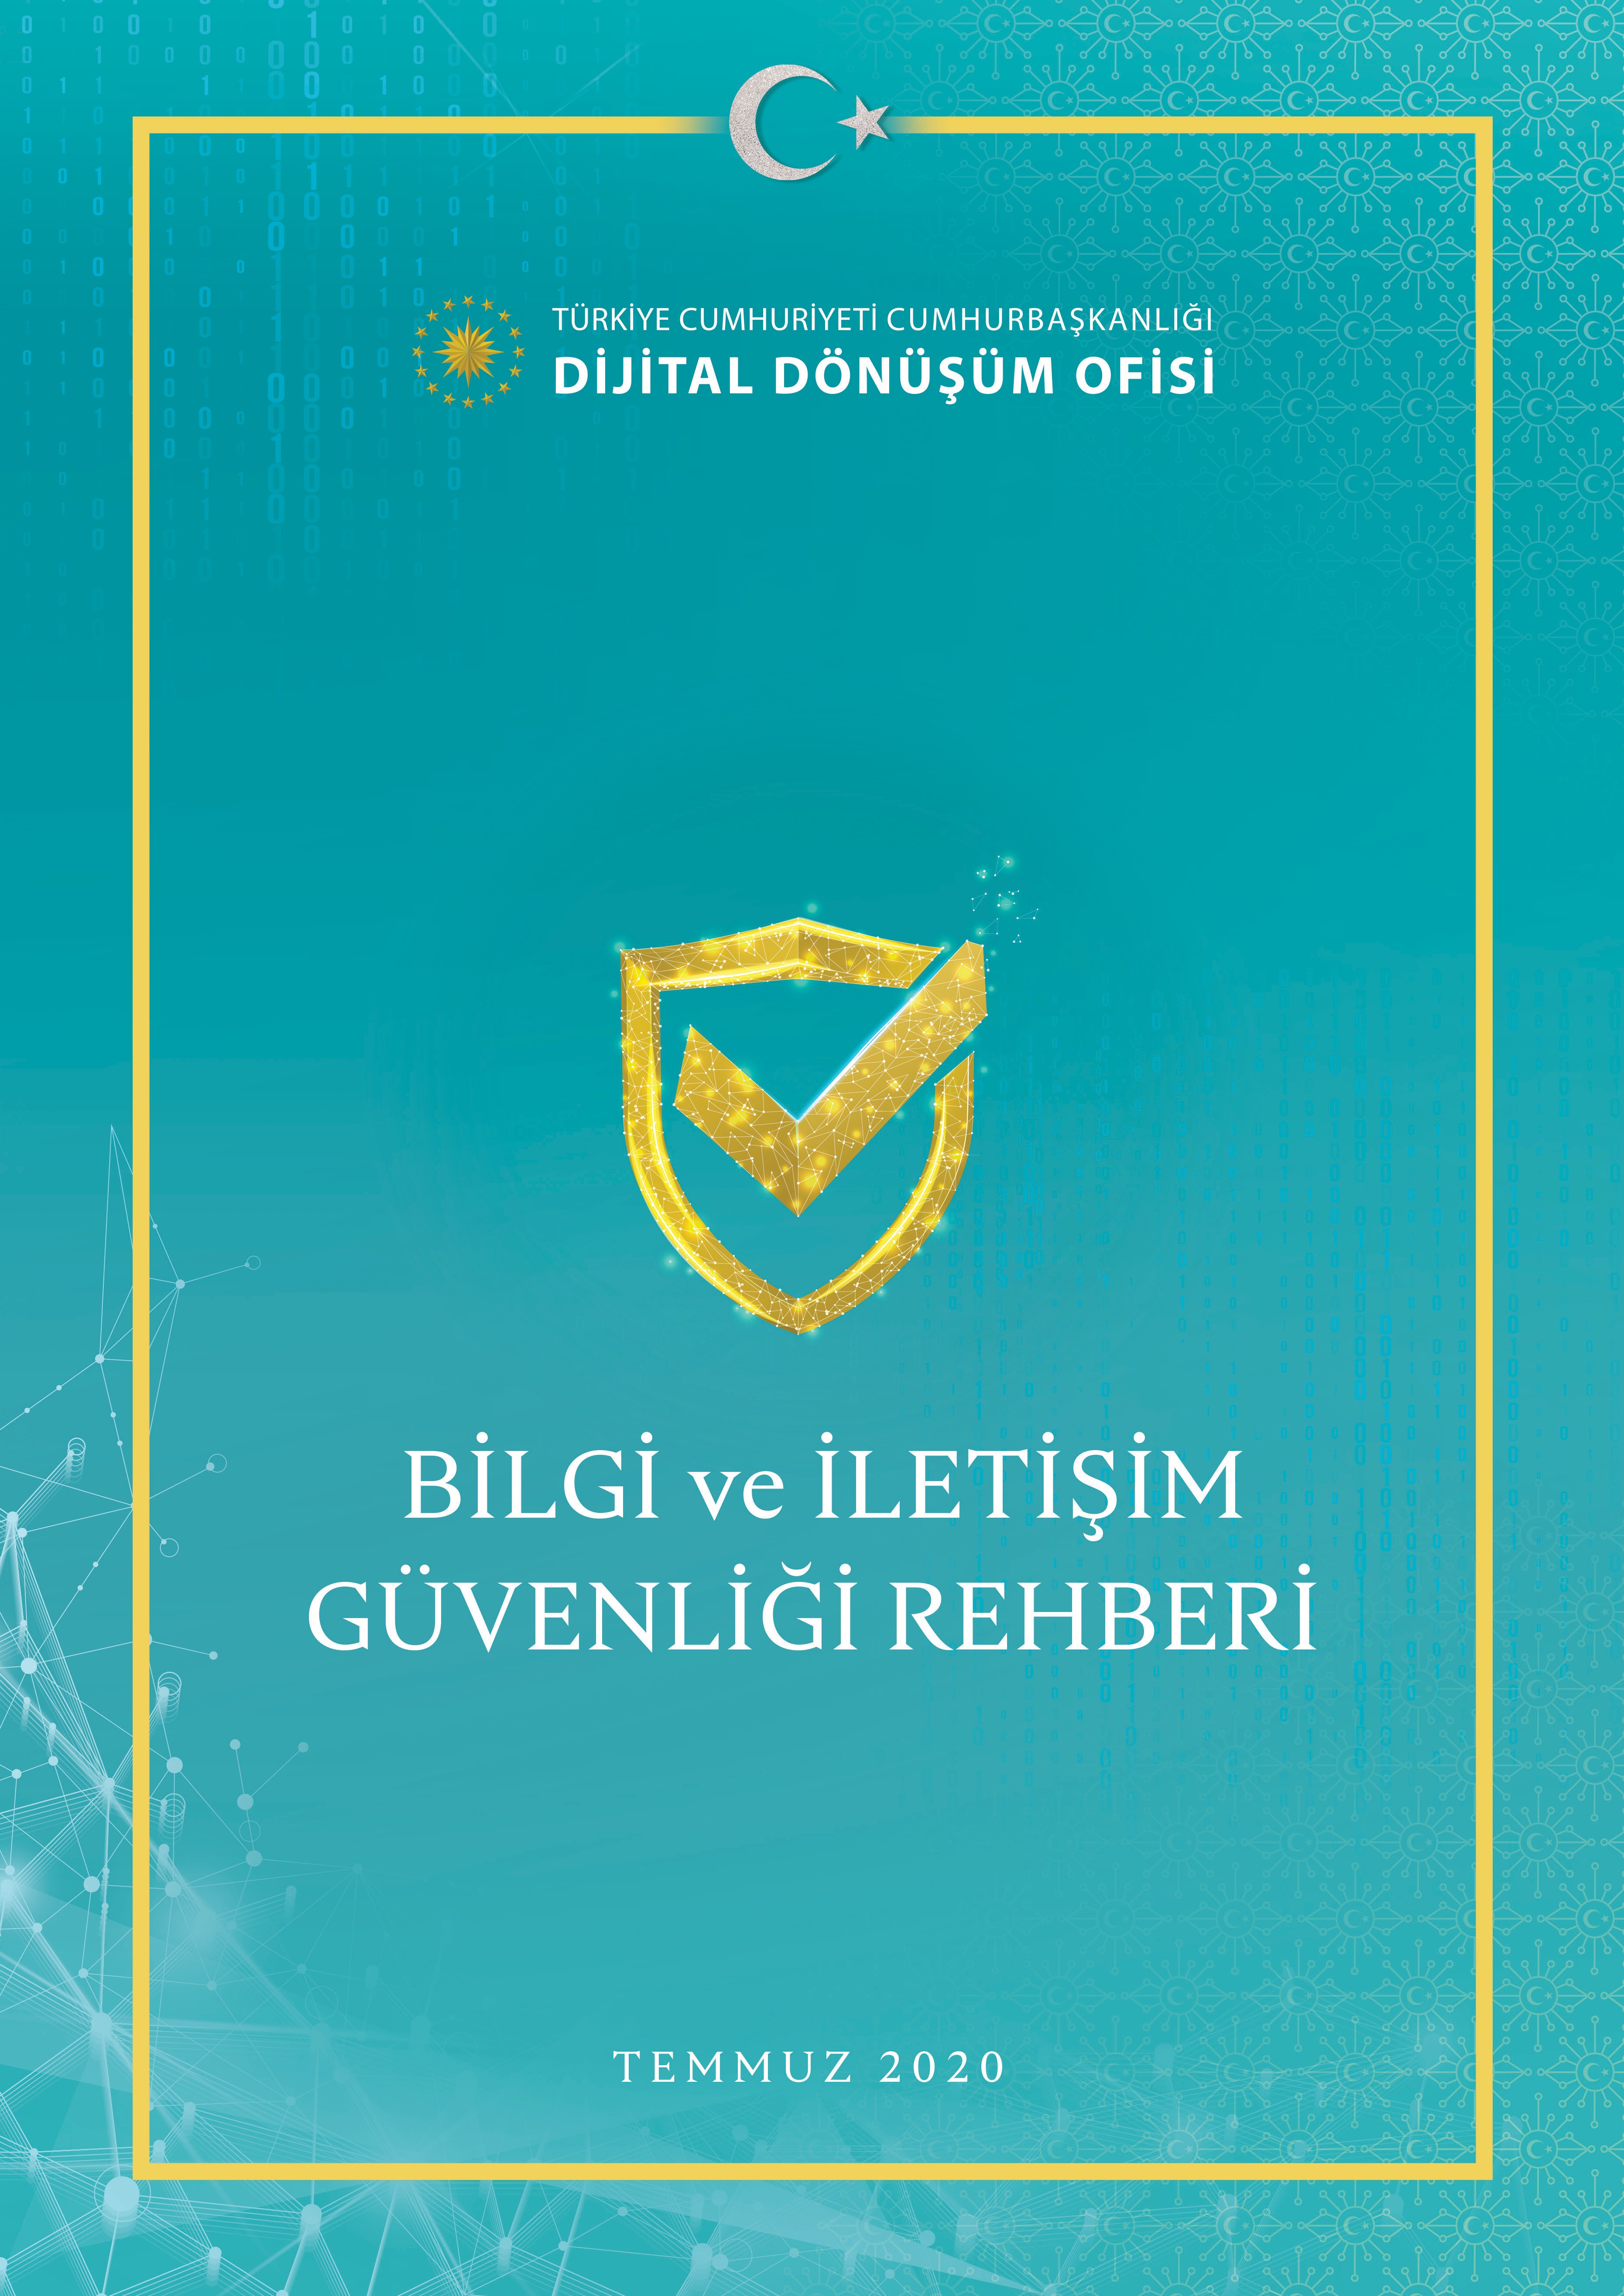 TÜRKİYE CUMHURİYETİ CUMHURBAŞKANLIĞI
DİJİTAL DÖNÜŞÜM OFİSİ
BİLGİ ve İLETİŞİM
GÜVENLİĞİ REHBERİ
TEMMUZ 2020